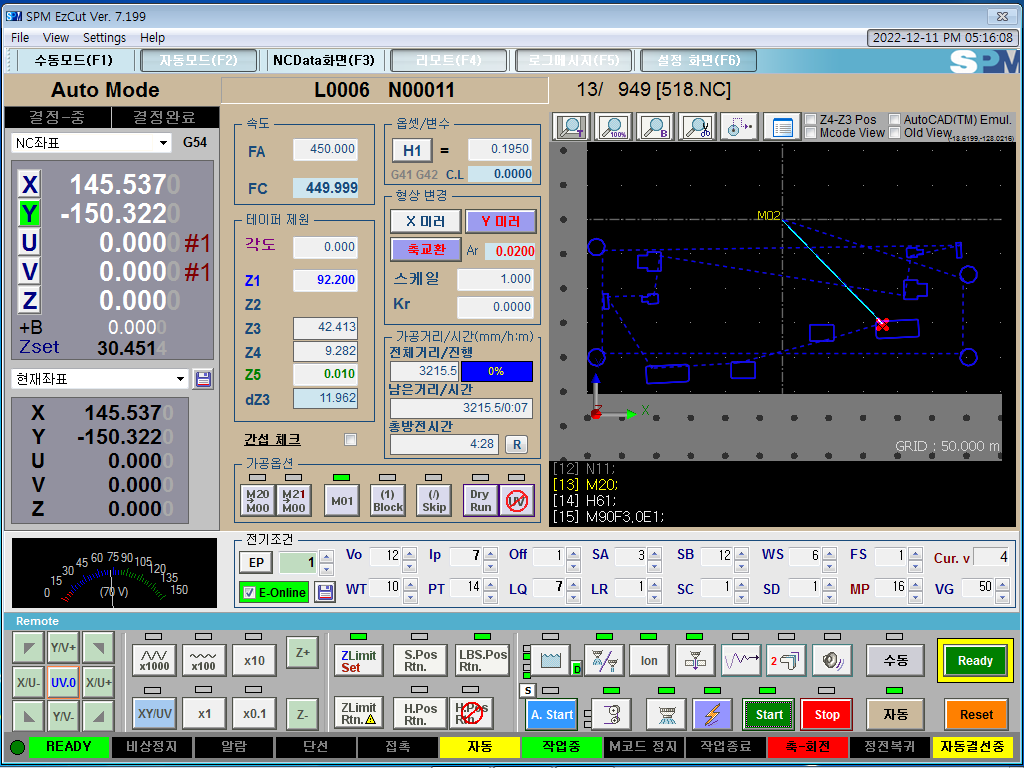 SPM EzCut Ver. 7.199
File View Settings Help
2022-12-11 PM 05:16:08
수동모드(F1) 자동모드(F2) NCData화면(F3) 리모트(F4) 로그메시지(F5) 설정 화면(F6)
SPM
Auto Mode
L0006 N00011
13/ 949 [518.NC]
결정-중 결정완료
NC좌표 G54
X 145.5370
Y -150.3220
U 0.0000 #1
V 0.0000 #1
Z 0.0000
+B 0.0000
Zset 30.4514
현재좌표
X 145.5370
Y -150.3220
U 0.0000
V 0.0000
Z 0.0000
속도
FA 450.000
FC 449.999
테이퍼 제원
각도 0.000
Z1 92.200
Z2
Z3 42.413
Z4 9.282
Z5 0.010
dZ3 11.962
간섭 체크
옵셋/변수
H1 = 0.1950
G41 G42 C.L 0.0000
형상 변경
X 미러 Y 미러
축교환 Ar 0.0200
스케일 1.000
Kr 0.0000
가공거리/시간(mm/h:m)
전체거리/진행
3215.5 0%
남은거리/시간
3215.5/0:07
총방전시간
4:28 R
가공옵션
M20 M00 M21 M00 M01 (1) Block (/) Skip Dry Run UV
T 100% B
Z4-Z3 Pos AutoCAD(TM) Emul.
Mcode View Old View
-18.6199,-128.0216
M02
X
GRID : 50.000 m
[12] N11;
[13] M20;
[14] H61;
[15] M90F3.0E1;
0 15 30 45 60 75 90 105 120 135 150
(70 V)
전기조건
EP 1
E-Online
Vo 12 Ip 7 Off 1 SA 3 SB 12 WS 6 FS 1 Cur. v 4
WT 10 PT 14 LQ 7 LR 1 SC 1 SD 1 MP 16 VG 50
Remote
Y/V+
X/U- UV.0 X/U+
Y/V-
x1000 x100 x10 Z+
XY/UV x1 x0.1 Z-
ZLimit Set S.Pos Rtn. LBS.Pos Rtn.
ZLimit Rtn. H.Pos Rtn.
D Ion 2 수동 Ready
S
A. Start Start Stop 자동 Reset
READY 비상정지 알람 단선 접촉 자동 작업중 M코드 정지 작업종료 축-회전 정전복귀 자동결선중